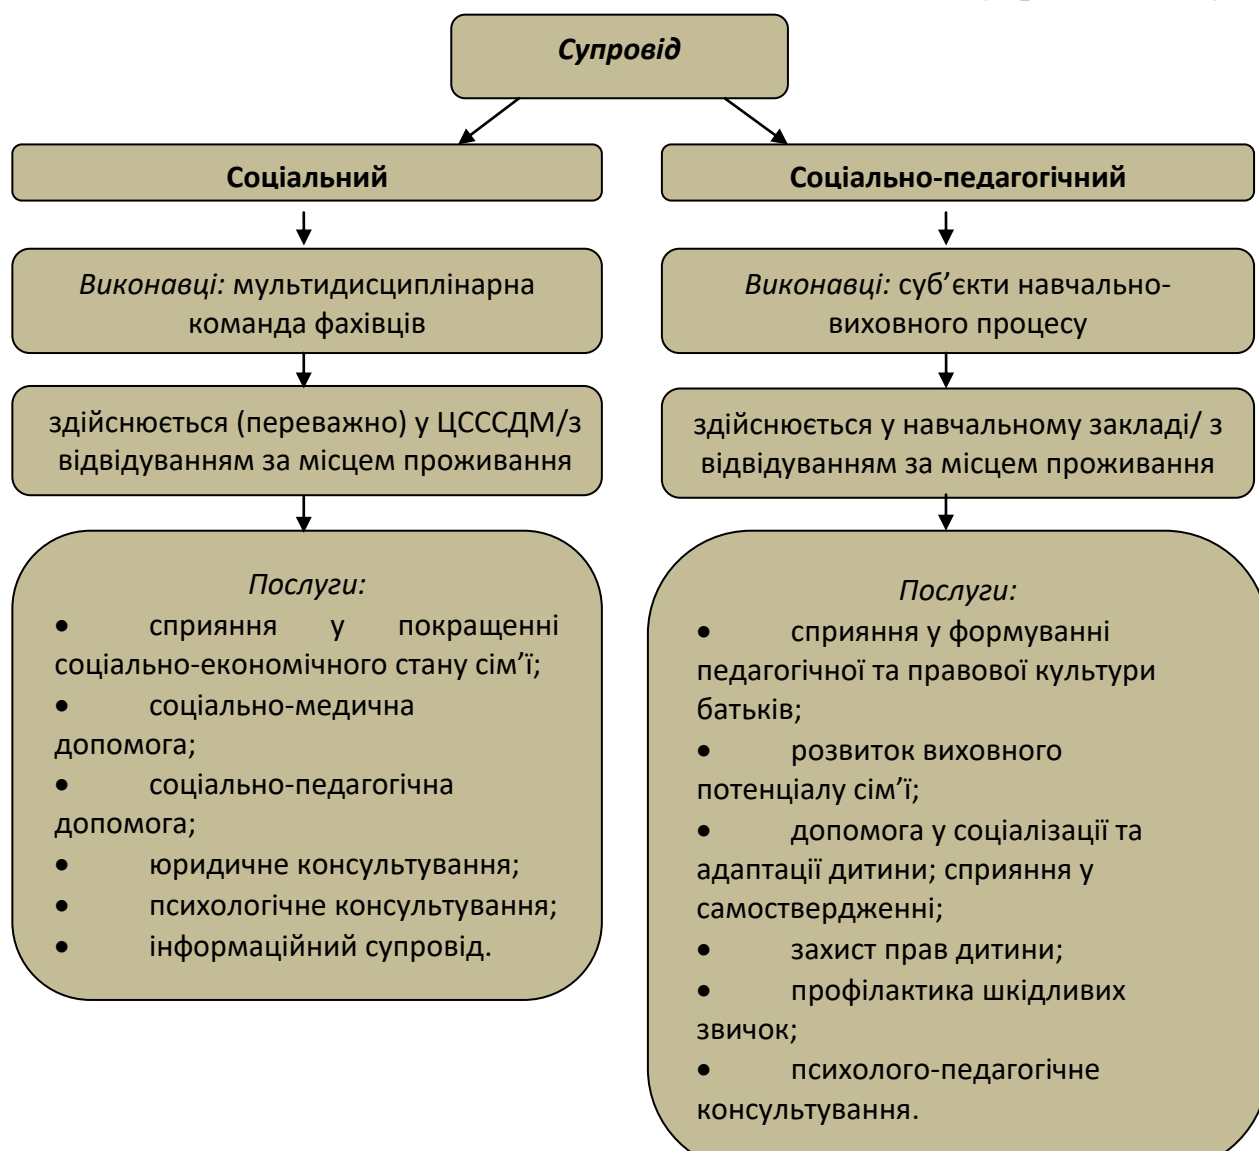 Супровід
Соціальний
Виконавці: мультидисциплінарна
команда фахівців
здійснюється (переважно) у ЦСССДМ/з
відвідуванням за місцем проживання
Послуги:
• сприяння у покращенні
соціально-економічного стану сім’ї;
• соціально-медична
допомога;
• соціально-педагогічна
допомога;
• юридичне консультування;
• психологічне консультування;
• інформаційний супровід.
Соціально-педагогічний
Виконавці: суб’єкти навчально-
виховного процесу
здійснюється у навчальному закладі/ з
відвідуванням за місцем проживання
Послуги:
• сприяння у формуванні
педагогічної та правової культури
батьків;
• розвиток виховного
потенціалу сім’ї;
• допомога у соціалізації та
адаптації дитини; сприяння у
самоствердженні;
• захист прав дитини;
• профілактика шкідливих
звичок;
• психолого-педагогічне
консультування.